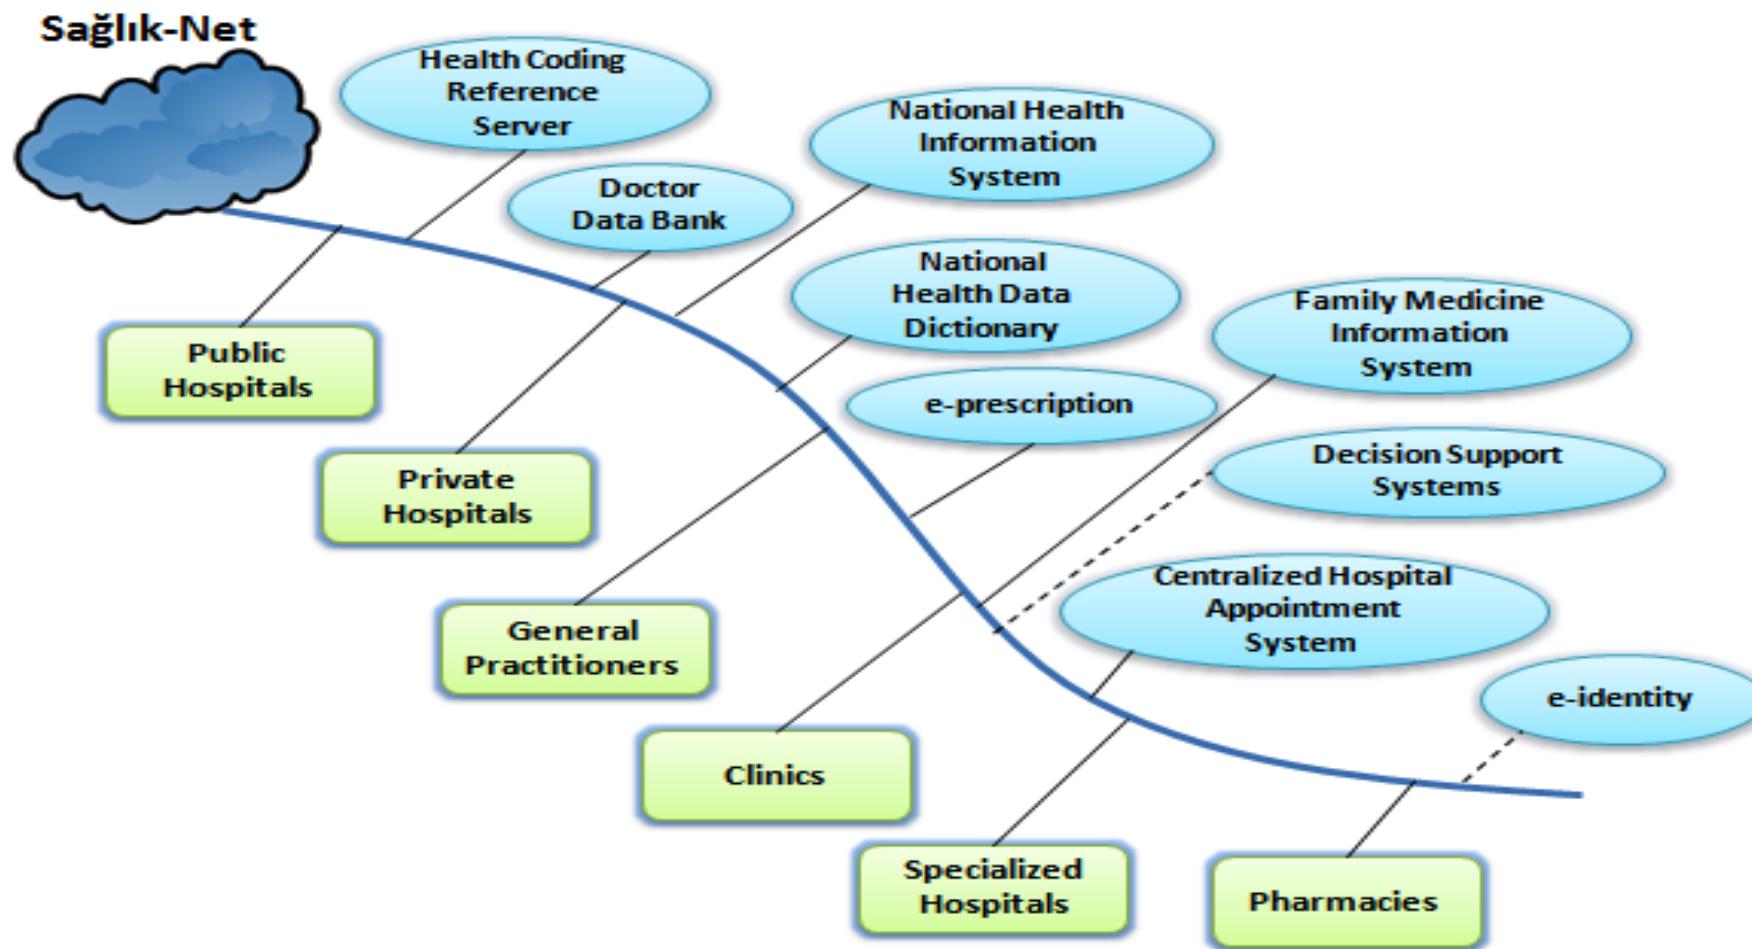 Sağlık-Net
Health Coding
Reference
Server
National Health
Information
System
Doctor
Data Bank
National
Health Data
Dictionary
Family Medicine
Information
System
Public
Hospitals
e-prescription
Decision Support
Systems
Private
Hospitals
Centralized Hospital
Appointment
System
General
Practitioners
e-identity
Clinics
Specialized
Hospitals
Pharmacies